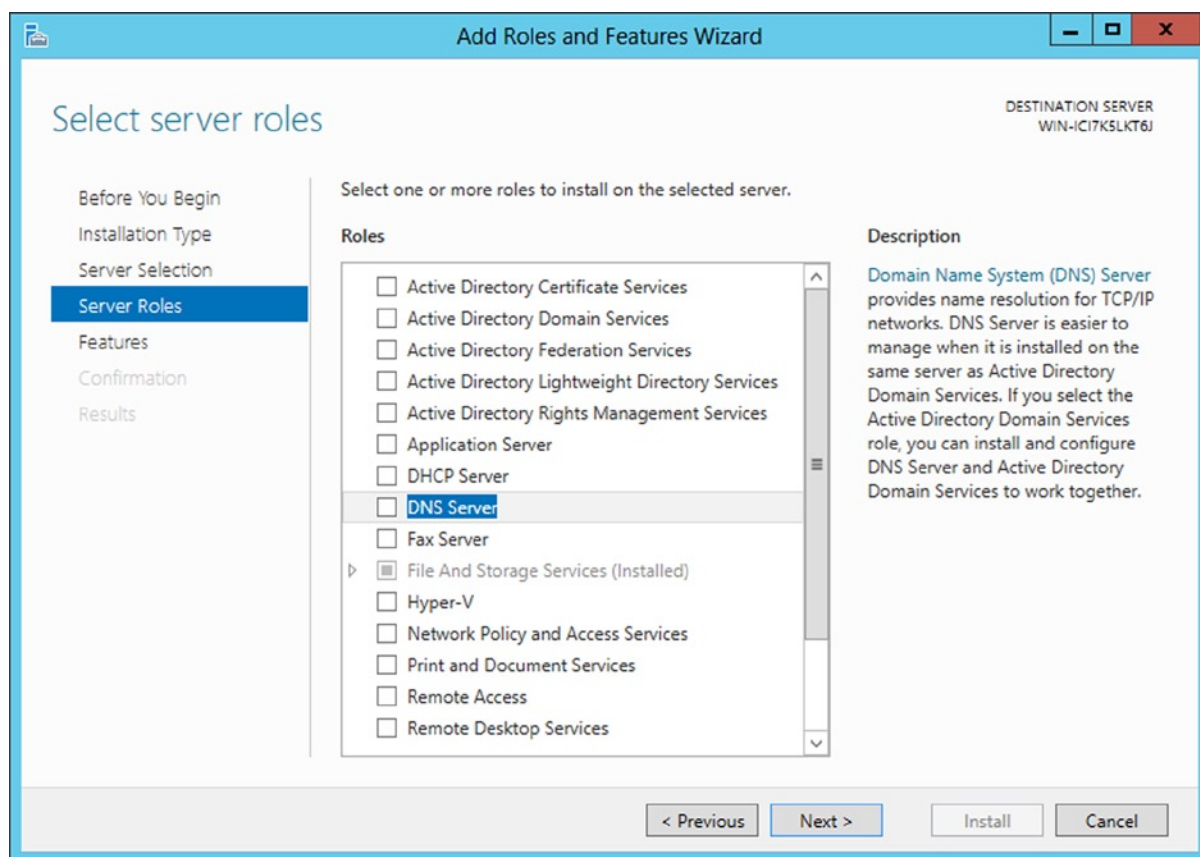 Add Roles and Features Wizard
Select server roles
DESTINATION SERVER
WIN-ICI7K5LKT6J
Before You Begin
Installation Type
Server Selection
Server Roles
Features
Confirmation
Results
Select one or more roles to install on the selected server.
Roles
Active Directory Certificate Services
Active Directory Domain Services
Active Directory Federation Services
Active Directory Lightweight Directory Services
Active Directory Rights Management Services
Application Server
DHCP Server
DNS Server
Fax Server
File And Storage Services (Installed)
Hyper-V
Network Policy and Access Services
Print and Document Services
Remote Access
Remote Desktop Services
Description
Domain Name System (DNS) Server
provides name resolution for TCP/IP
networks. DNS Server is easier to
manage when it is installed on the
same server as Active Directory
Domain Services. If you select the
Active Directory Domain Services
role, you can install and configure
DNS Server and Active Directory
Domain Services to work together.
< Previous
Next >
Install
Cancel